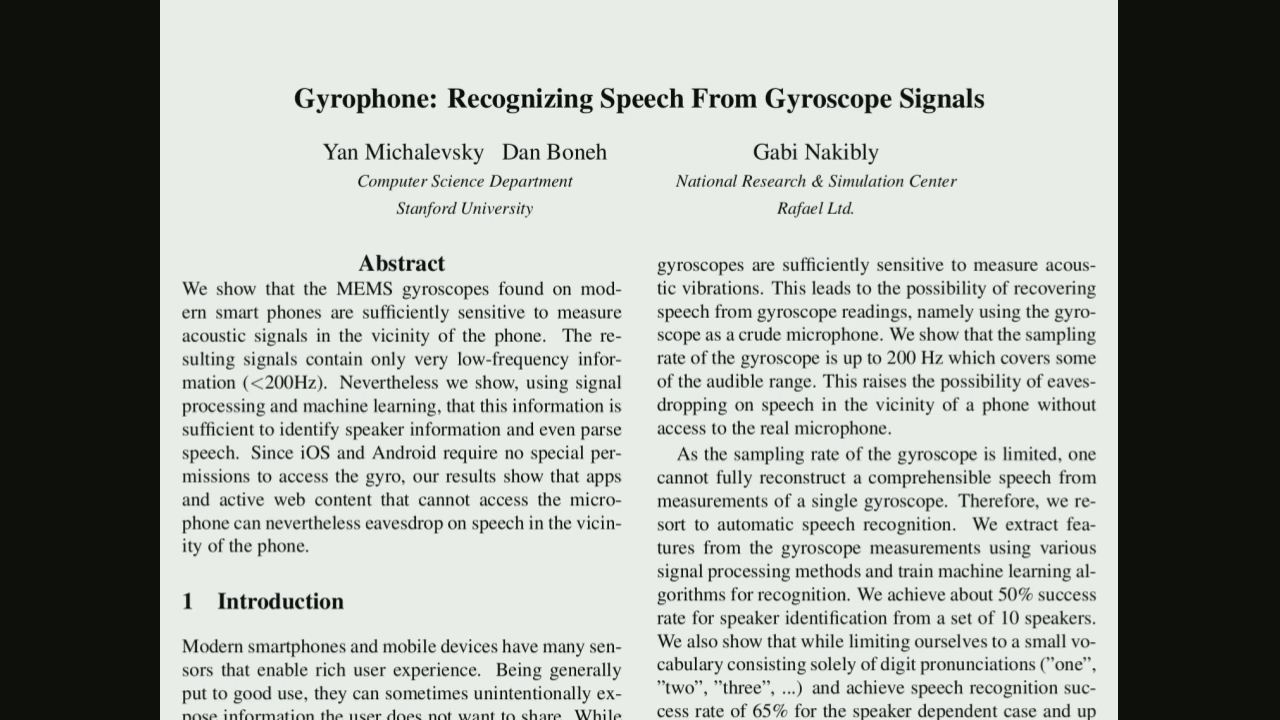 Gyrophone: Recognizing Speech From Gyroscope Signals
Yan Michalevsky Dan Boneh
Computer Science Department
Stanford University
Gabi Nakibly
National Research & Simulation Center
Rafael Ltd.
Abstract
We show that the MEMS gyroscopes found on mod-
ern smart phones are sufficiently sensitive to measure
acoustic signals in the vicinity of the phone. The re-
sulting signals contain only very low-frequency infor-
mation (<200Hz). Nevertheless we show, using signal
processing and machine learning, that this information is
sufficient to identify speaker information and even parse
speech. Since iOS and Android require no special per-
missions to access the gyro, our results show that apps
and active web content that cannot access the micro-
phone can nevertheless eavesdrop on speech in the vicin-
ity of the phone.
1 Introduction
Modern smartphones and mobile devices have many sen-
sors that enable rich user experience. Being generally
put to good use, they can sometimes unintentionally ex-
pose information the user does not want to share. While
gyroscopes are sufficiently sensitive to measure acous-
tic vibrations. This leads to the possibility of recovering
speech from gyroscope readings, namely using the gyro-
scope as a crude microphone. We show that the sampling
rate of the gyroscope is up to 200 Hz which covers some
of the audible range. This raises the possibility of eaves-
dropping on speech in the vicinity of a phone without
access to the real microphone.
As the sampling rate of the gyroscope is limited, one
cannot fully reconstruct a comprehensible speech from
measurements of a single gyroscope. Therefore, we re-
sort to automatic speech recognition. We extract fea-
tures from the gyroscope measurements using various
signal processing methods and train machine learning al-
gorithms for recognition. We achieve about 50% success
rate for speaker identification from a set of 10 speakers.
We also show that while limiting ourselves to a small vo-
cabulary consisting solely of digit pronunciations (”one”,
”two”, ”three”, ...) and achieve speech recognition suc-
cess rate of 65% for the speaker dependent case and up